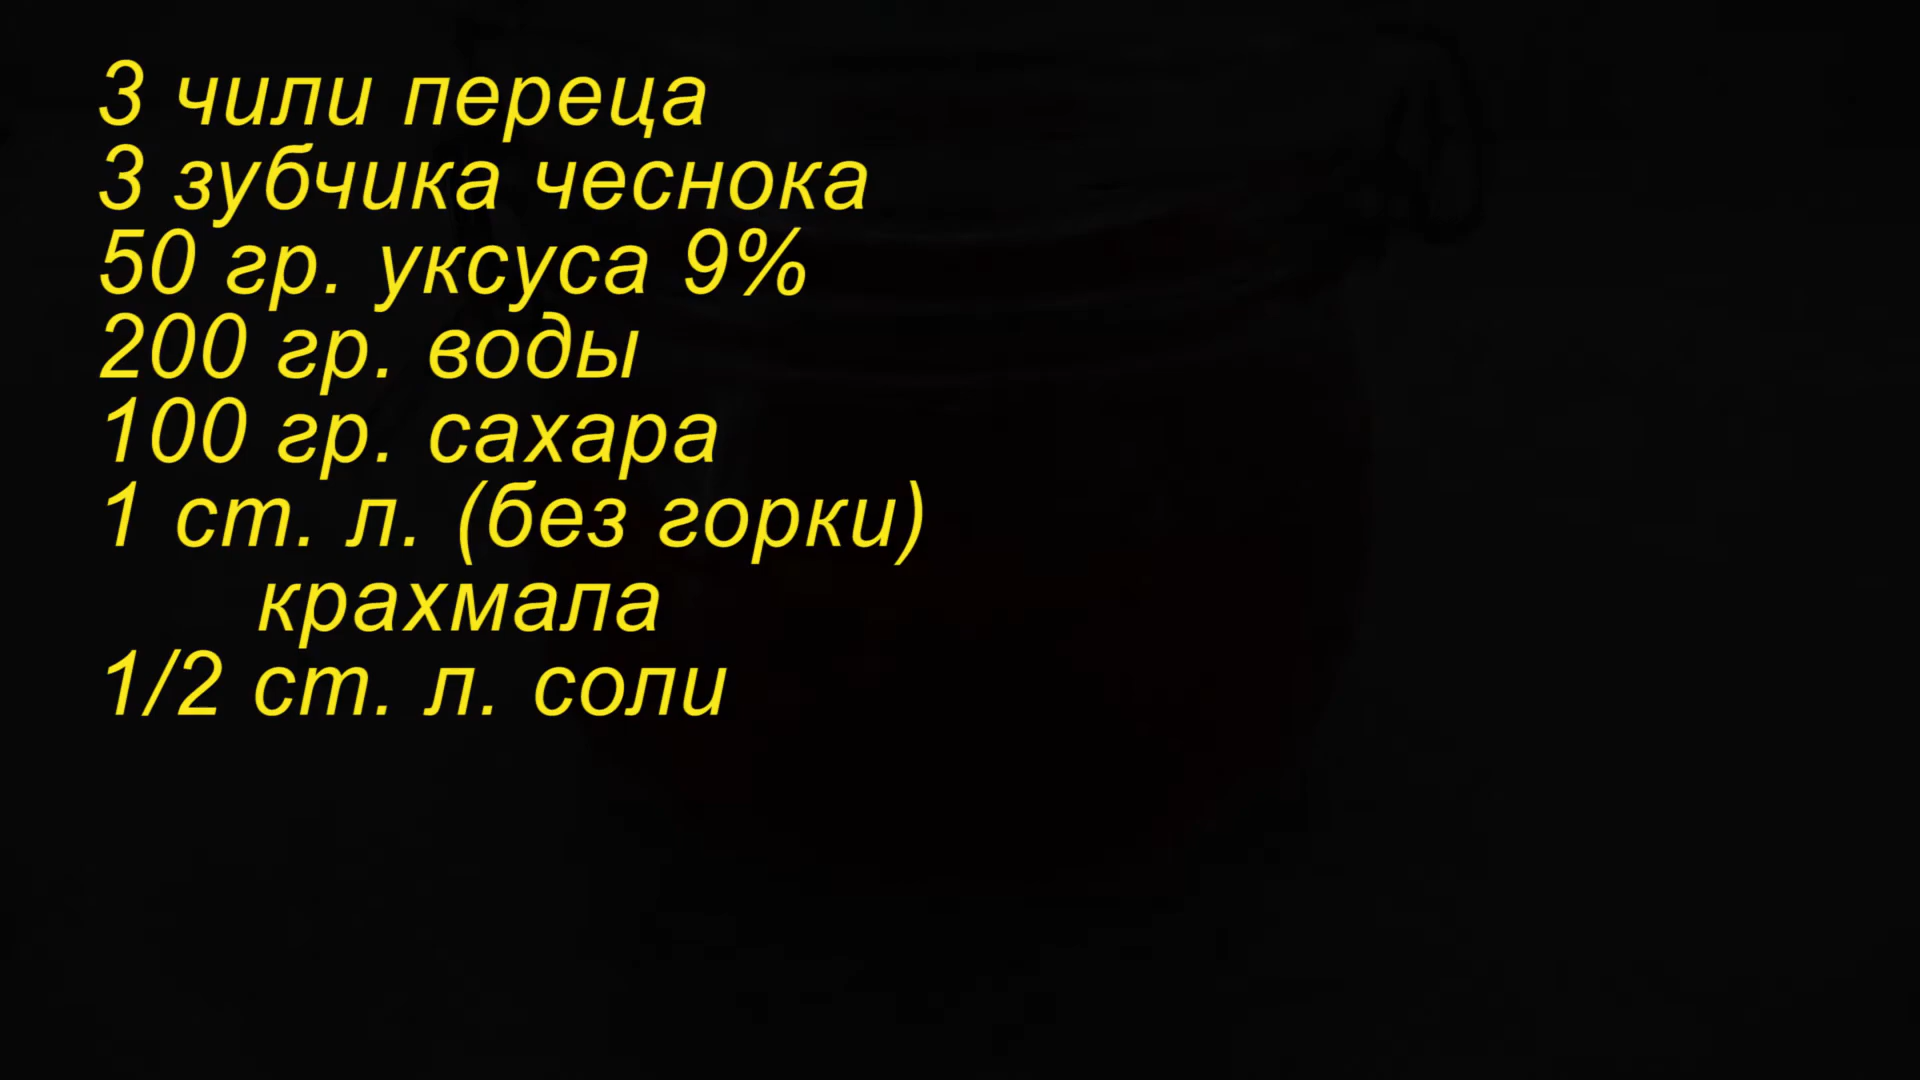 3 чили переца
3 зубчика чеснока
50 гр. уксуса 9%
200 гр. воды
100 гр. сахара
1 ст. л. (без горки)
крахмала
1/2 ст. л. соли